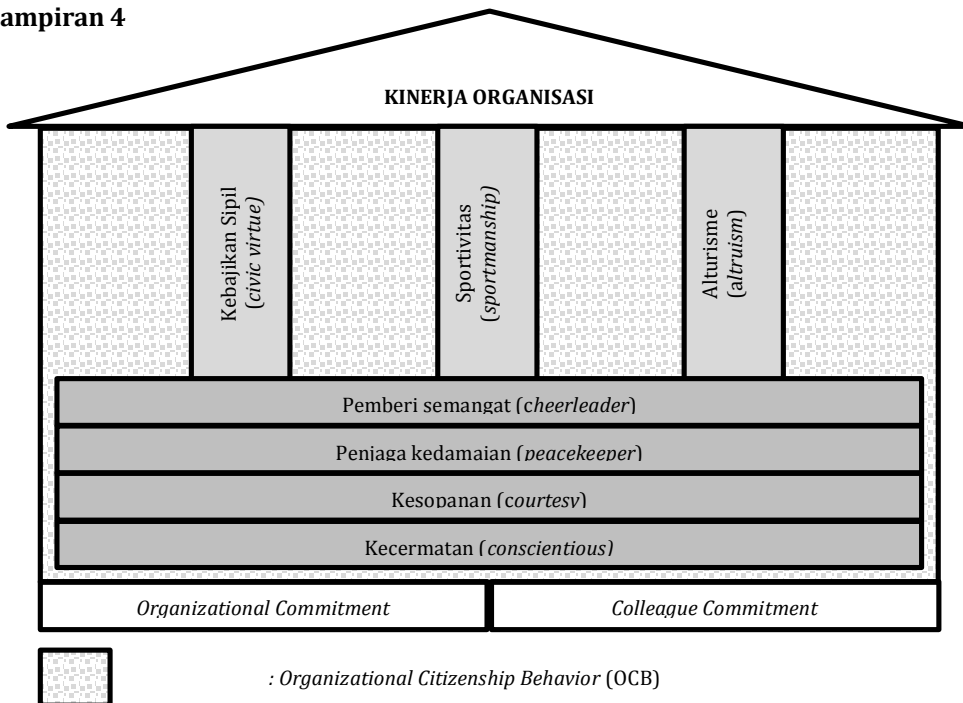 ampiran 4
KINERJA ORGANISASI
Kebajikan Sipil
(civic virtue)
Sportivitas
(sportmanship)
Alturisme
(altruism)
Pemberi semangat (cheerleader)
Penjaga kedamaian (peacekeeper)
Kesopanan (courtesy)
Kecermatan (conscientious)
Organizational Commitment
Colleague Commitment
: Organizational Citizenship Behavior (OCB)